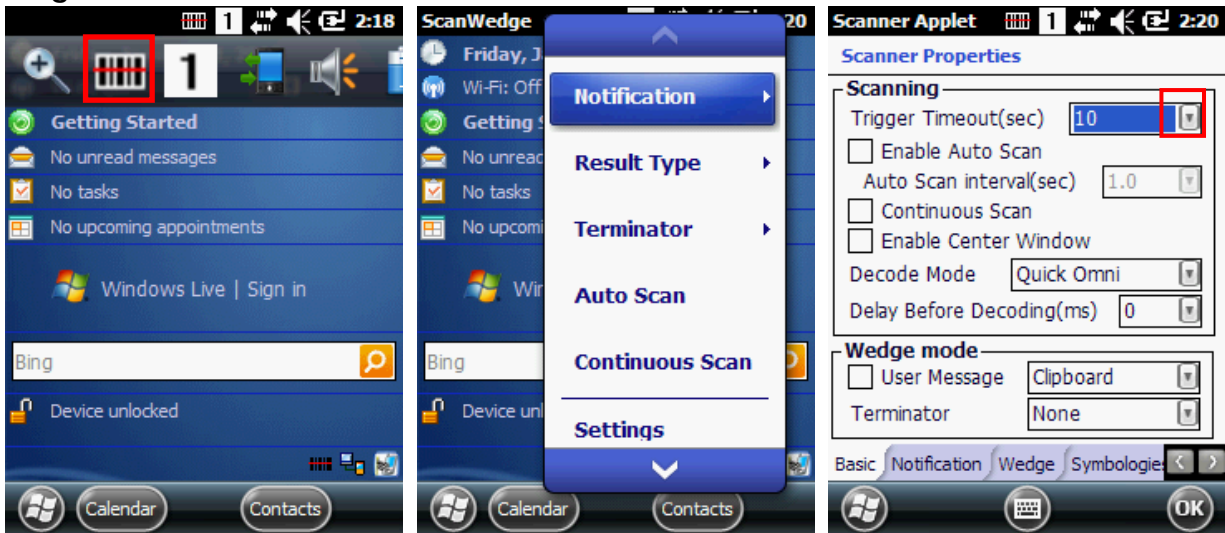 1 2:18
1
Getting Started
No unread messages
No tasks
No upcoming appointments
Windows Live | Sign in
Bing
Device unlocked
Calendar
Contacts
ScanWedge 20
Friday, J
Wi-Fi: Off
Getting S
No unread
No tasks
No upcomi
Win
Bing
Device unl
Notification
Result Type
Terminator
Auto Scan
Continuous Scan
Settings
Calendar
Contacts
Scanner Applet 1 2:20
Scanner Properties
Scanning
Trigger Timeout(sec) 10
Enable Auto Scan
Auto Scan interval(sec) 1.0
Continuous Scan
Enable Center Window
Decode Mode Quick Omni
Delay Before Decoding(ms) 0
Wedge mode
User Message Clipboard
Terminator None
Basic Notification Wedge Symbologies
OK